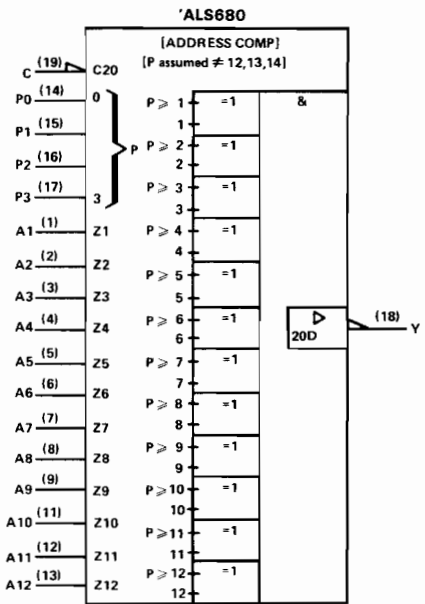 'ALS680
[ADDRESS COMP]
[P assumed ≠ 12,13,14]
C (19) C20
P0 (14) 0
P1 (15)
P2 (16)
P3 (17) 3
P
A1 (1) Z1
A2 (2) Z2
A3 (3) Z3
A4 (4) Z4
A5 (5) Z5
A6 (6) Z6
A7 (7) Z7
A8 (8) Z8
A9 (9) Z9
A10 (11) Z10
A11 (12) Z11
A12 (13) Z12
P ⩾ 1 =1
1
P ⩾ 2 =1
2
P ⩾ 3 =1
3
P ⩾ 4 =1
4
P ⩾ 5 =1
5
P ⩾ 6 =1
6
P ⩾ 7 =1
7
P ⩾ 8 =1
8
P ⩾ 9 =1
9
P ⩾10 =1
10
P ⩾11 =1
11
P ⩾12 =1
12
&
▷
20D
(18) Y